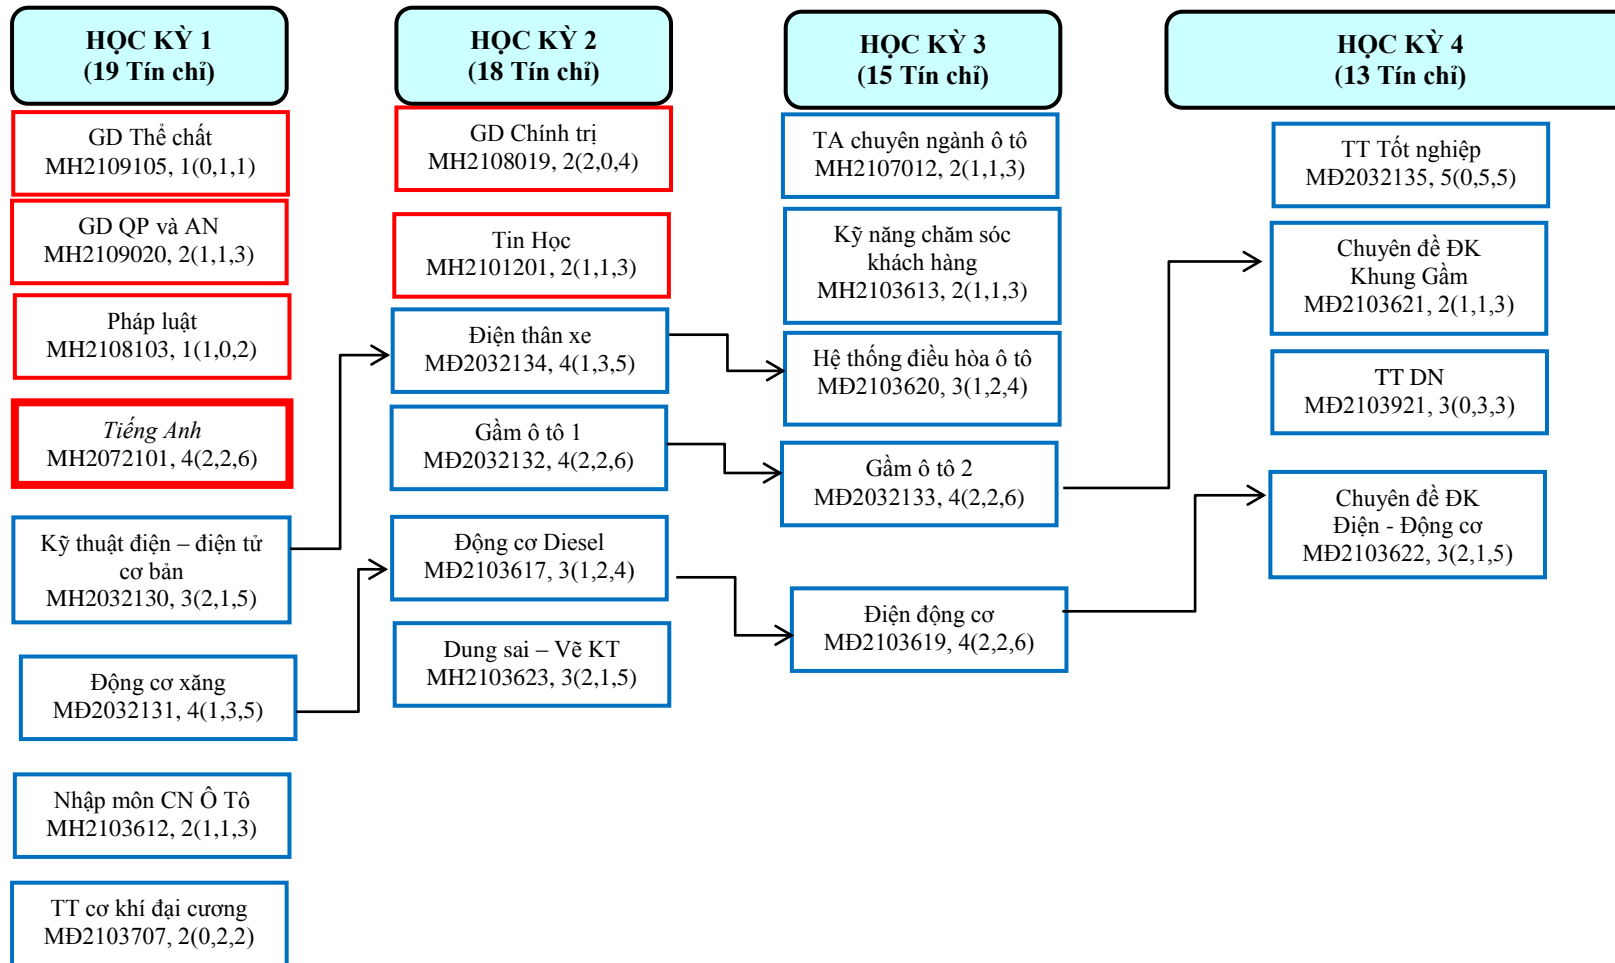 HỌC KỲ 1
(19 Tín chỉ)
GD Thể chất
MH2109105, 1(0,1,1)
GD QP và AN
MH2109020, 2(1,1,3)
Pháp luật
MH2108103, 1(1,0,2)
Tiếng Anh
MH2072101, 4(2,2,6)
Kỹ thuật điện – điện tử
cơ bản
MH2032130, 3(2,1,5)
Động cơ xăng
MĐ2032131, 4(1,3,5)
Nhập môn CN Ô Tô
MH2103612, 2(1,1,3)
TT cơ khí đại cương
MĐ2103707, 2(0,2,2)
HỌC KỲ 2
(18 Tín chỉ)
GD Chính trị
MH2108019, 2(2,0,4)
Tin Học
MH2101201, 2(1,1,3)
Điện thân xe
MĐ2032134, 4(1,3,5)
Gầm ô tô 1
MĐ2032132, 4(2,2,6)
Động cơ Diesel
MĐ2103617, 3(1,2,4)
Dung sai – Vẽ KT
MH2103623, 3(2,1,5)
HỌC KỲ 3
(15 Tín chỉ)
TA chuyên ngành ô tô
MH2107012, 2(1,1,3)
Kỹ năng chăm sóc
khách hàng
MH2103613, 2(1,1,3)
Hệ thống điều hòa ô tô
MĐ2103620, 3(1,2,4)
Gầm ô tô 2
MĐ2032133, 4(2,2,6)
Điện động cơ
MĐ2103619, 4(2,2,6)
HỌC KỲ 4
(13 Tín chỉ)
TT Tốt nghiệp
MĐ2032135, 5(0,5,5)
Chuyên đề ĐK
Khung Gầm
MĐ2103621, 2(1,1,3)
TT DN
MĐ2103921, 3(0,3,3)
Chuyên đề ĐK
Điện - Động cơ
MĐ2103622, 3(2,1,5)